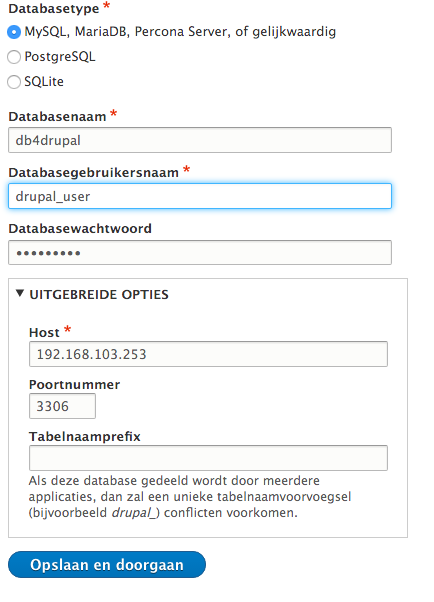 Databasetype *
MySQL, MariaDB, Percona Server, of gelijkwaardig
PostgreSQL
SQLite
Databasenaam *
db4drupal
Databasegebruikersnaam *
drupal_user
Databasewachtwoord
•••••••••
▼ UITGEBREIDE OPTIES
Host *
192.168.103.253
Poortnummer
3306
Tabelnaamprefix
Als deze database gedeeld wordt door meerdere
applicaties, dan zal een unieke tabelnaamvoorvoegsel
(bijvoorbeeld drupal_) conflicten voorkomen.
Opslaan en doorgaan